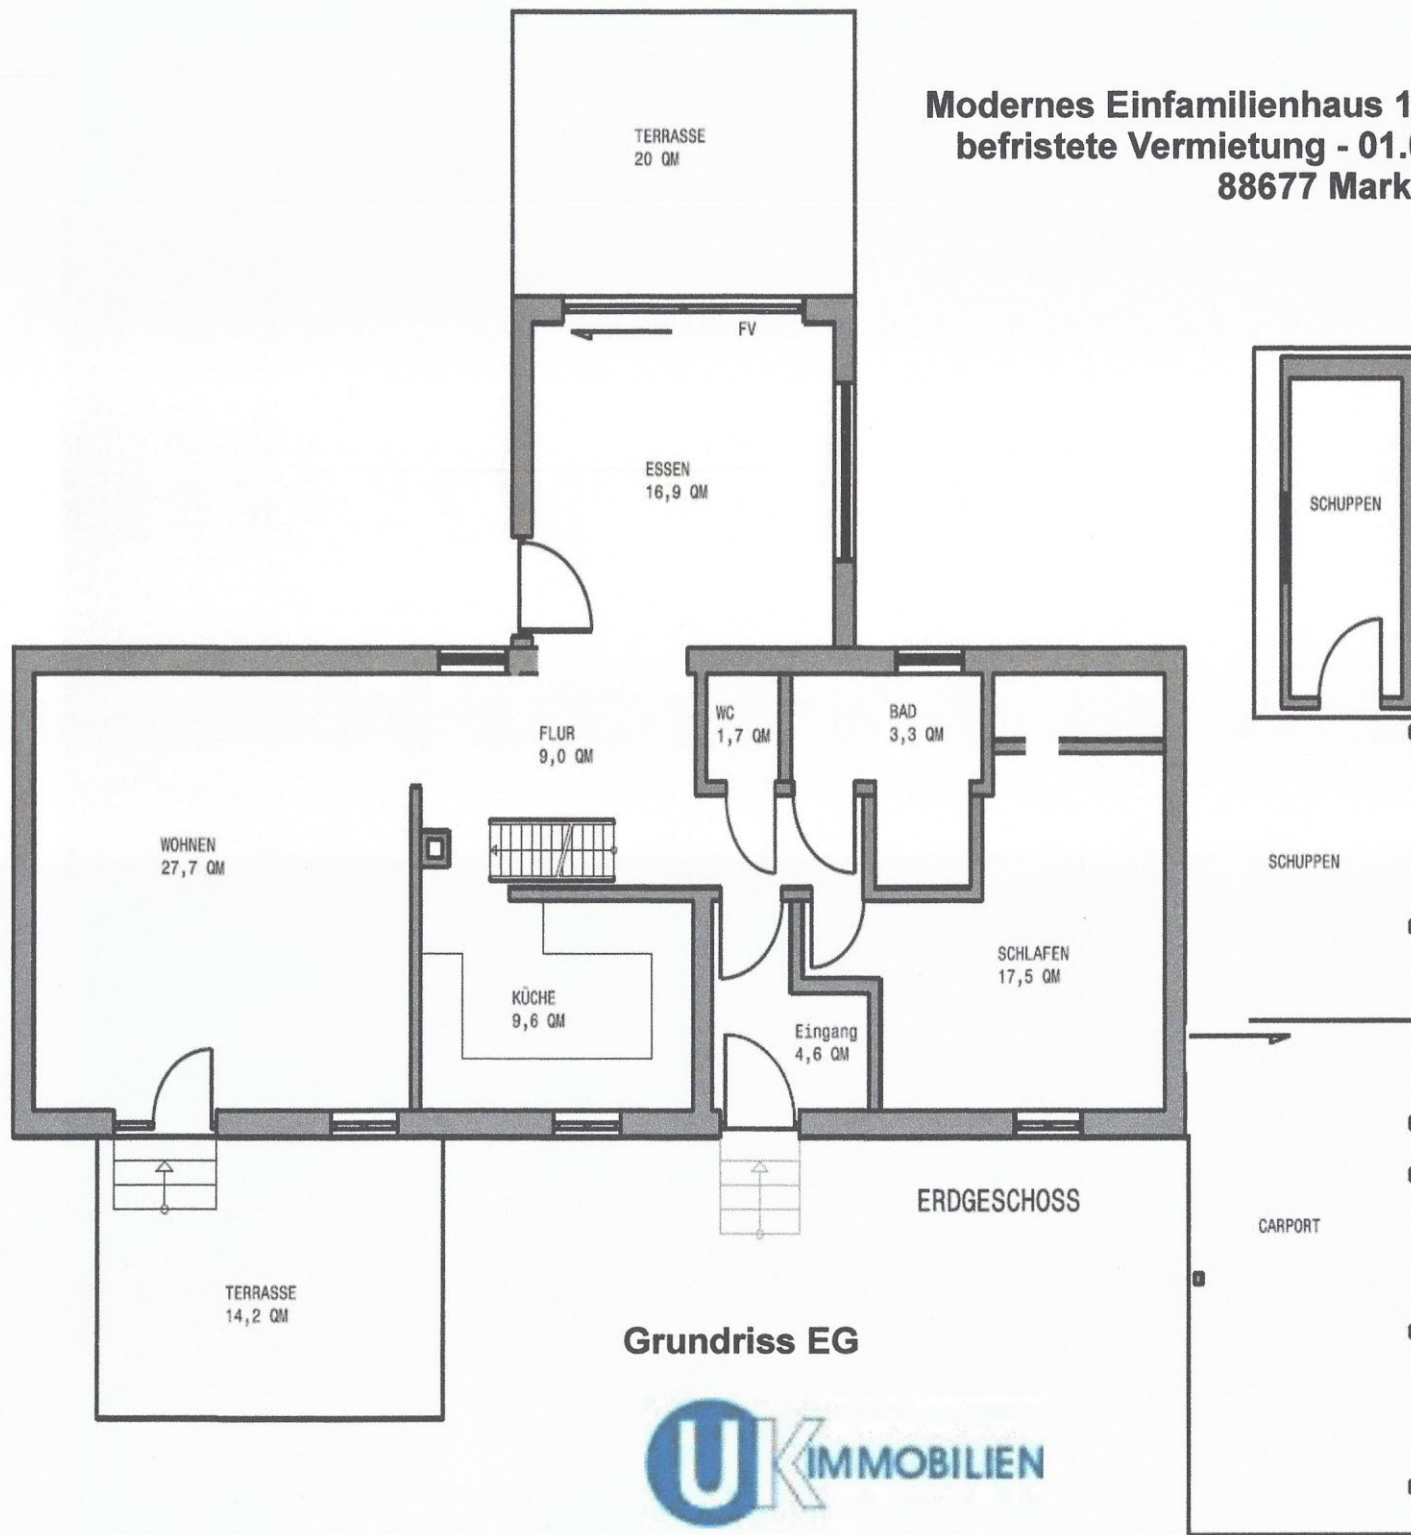 Modernes Einfamilienhaus 1
befristete Vermietung - 01.
88677 Mark
TERRASSE
20 QM
FV
ESSEN
16,9 QM
SCHUPPEN
FLUR
9,0 QM
WC
1,7 QM
BAD
3,3 QM
WOHNEN
27,7 QM
SCHUPPEN
SCHLAFEN
17,5 QM
KÜCHE
9,6 QM
Eingang
4,6 QM
ERDGESCHOSS
CARPORT
TERRASSE
14,2 QM
Grundriss EG
UK IMMOBILIEN